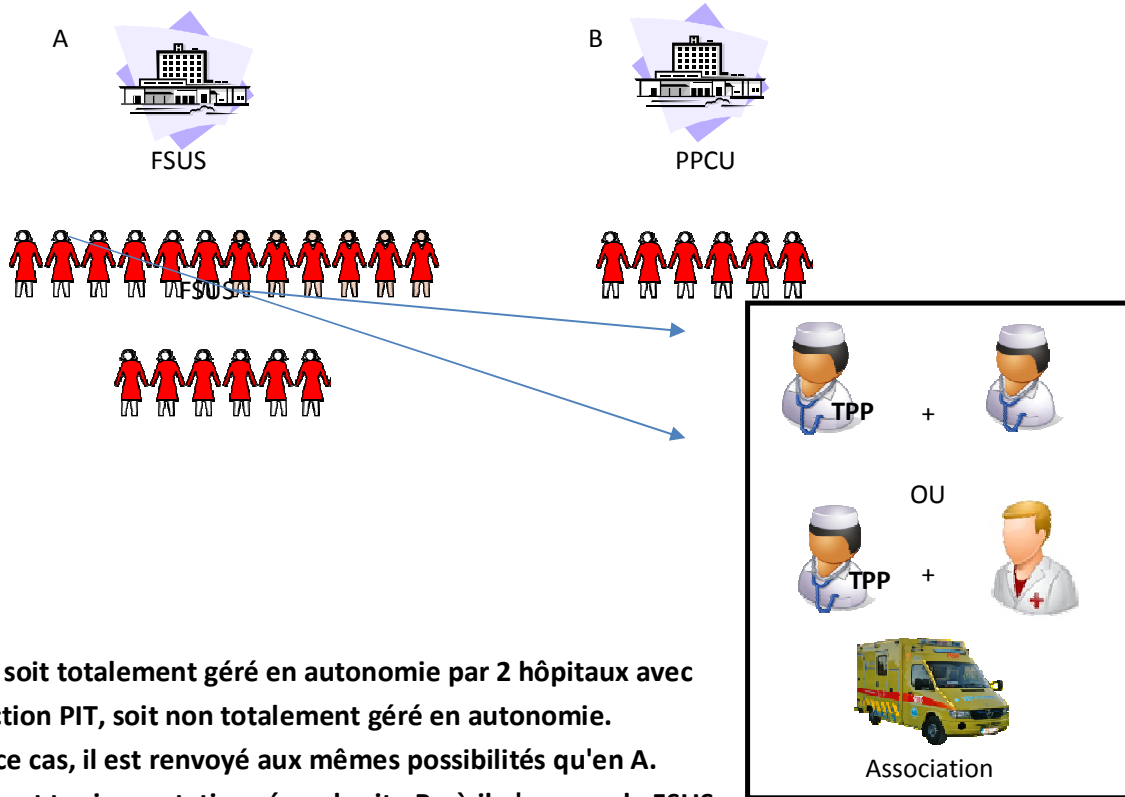 A
B
FSUS
PPCU
FSUS
TPP +
OU
TPP +
Association
soit totalement géré en autonomie par 2 hôpitaux avec
ction PIT, soit non totalement géré en autonomie.
ce cas, il est renvoyé aux mêmes possibilités qu'en A.